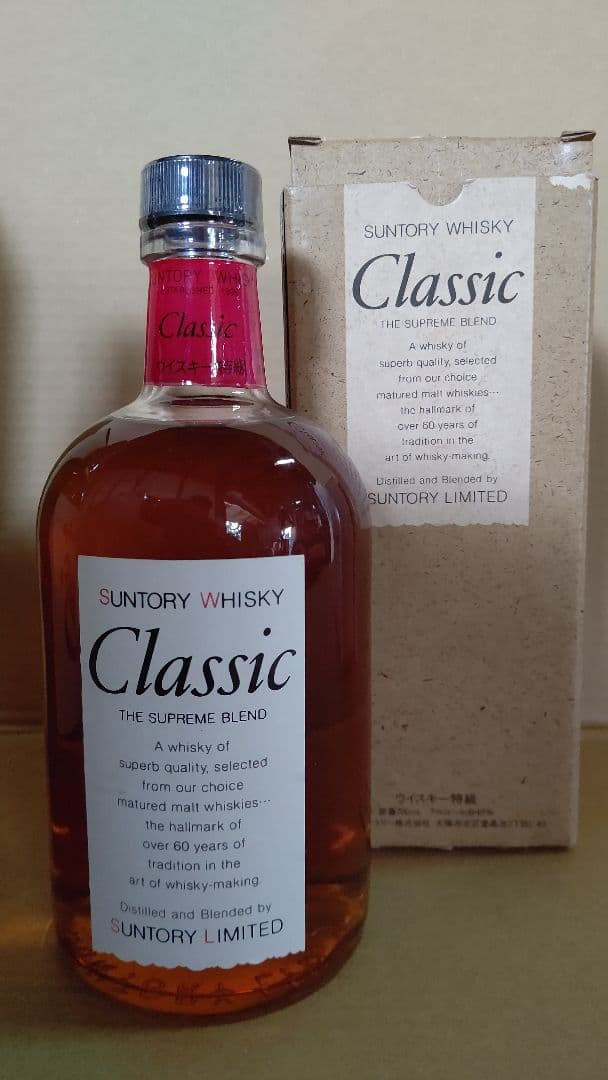 SUNTORY WHISKY
ESTABLISHED 1899
Classic
ウイスキー特級
SUNTORY WHISKY
Classic
THE SUPREME BLEND
A whisky of
superb quality, selected
from our choice
matured malt whiskies…
the hallmark of
over 60 years of
tradition in the
art of whisky-making.
Distilled and Blended by
SUNTORY LIMITED
SUNTORY WHISKY
Classic
THE SUPREME BLEND
A whisky of
superb quality, selected
from our choice
matured malt whiskies…
the hallmark of
over 60 years of
tradition in the
art of whisky-making.
Distilled and Blended by
SUNTORY LIMITED
ウイスキー特級